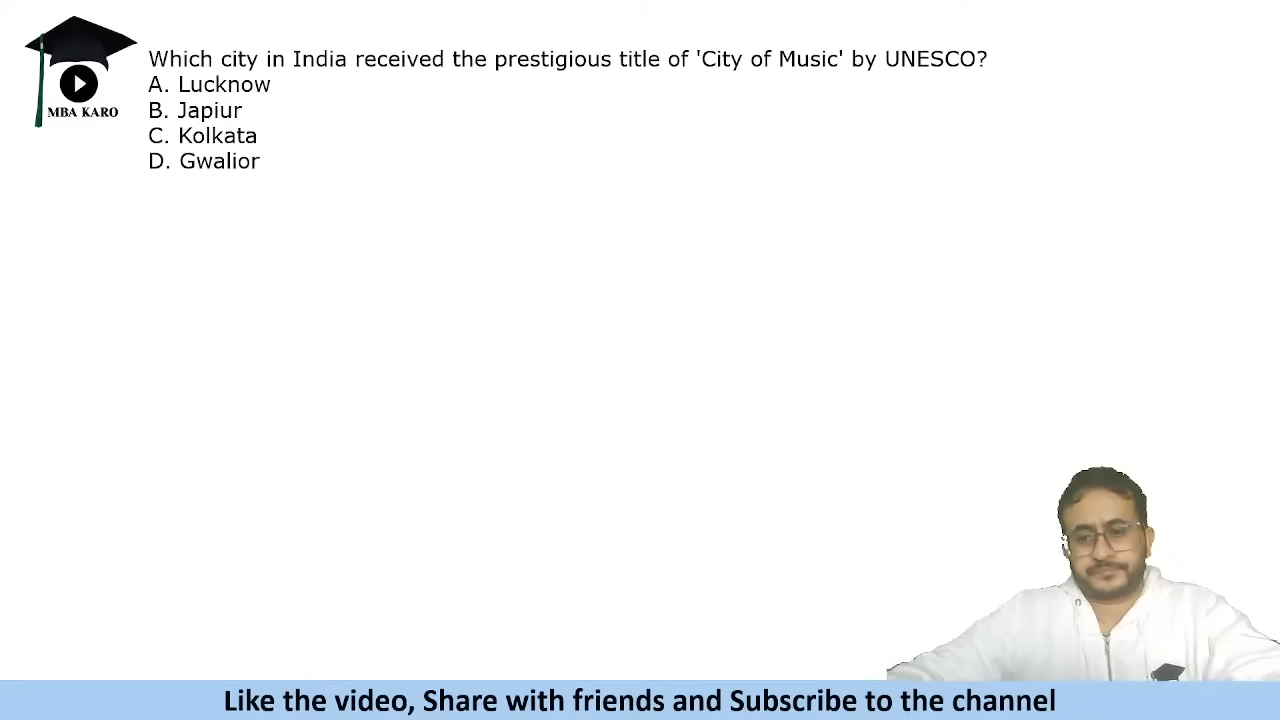 Which city in India received the prestigious title of 'City of Music' by UNESCO?
A. Lucknow
B. Japiur
C. Kolkata
D. Gwalior
MBA KARO
Like the video, Share with friends and Subscribe to the channel